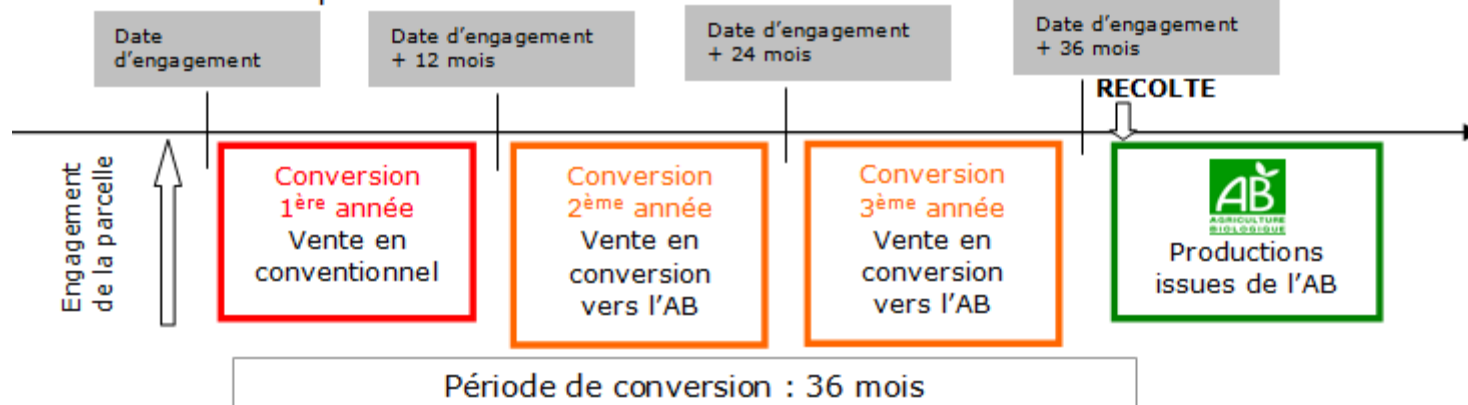 Date
d'engagement
Date d'engagement
+ 12 mois
Date d'engagement
+ 24 mois
Date d'engagement
+ 36 mois
RECOLTE
Engagement
de la parcelle
Conversion
1ère année
Vente en
conventionnel
Conversion
2ème année
Vente en
conversion
vers l'AB
Conversion
3ème année
Vente en
conversion
vers l'AB
AB
AGRICULTURE
BIOLOGIQUE
Productions
issues de l'AB
Période de conversion : 36 mois